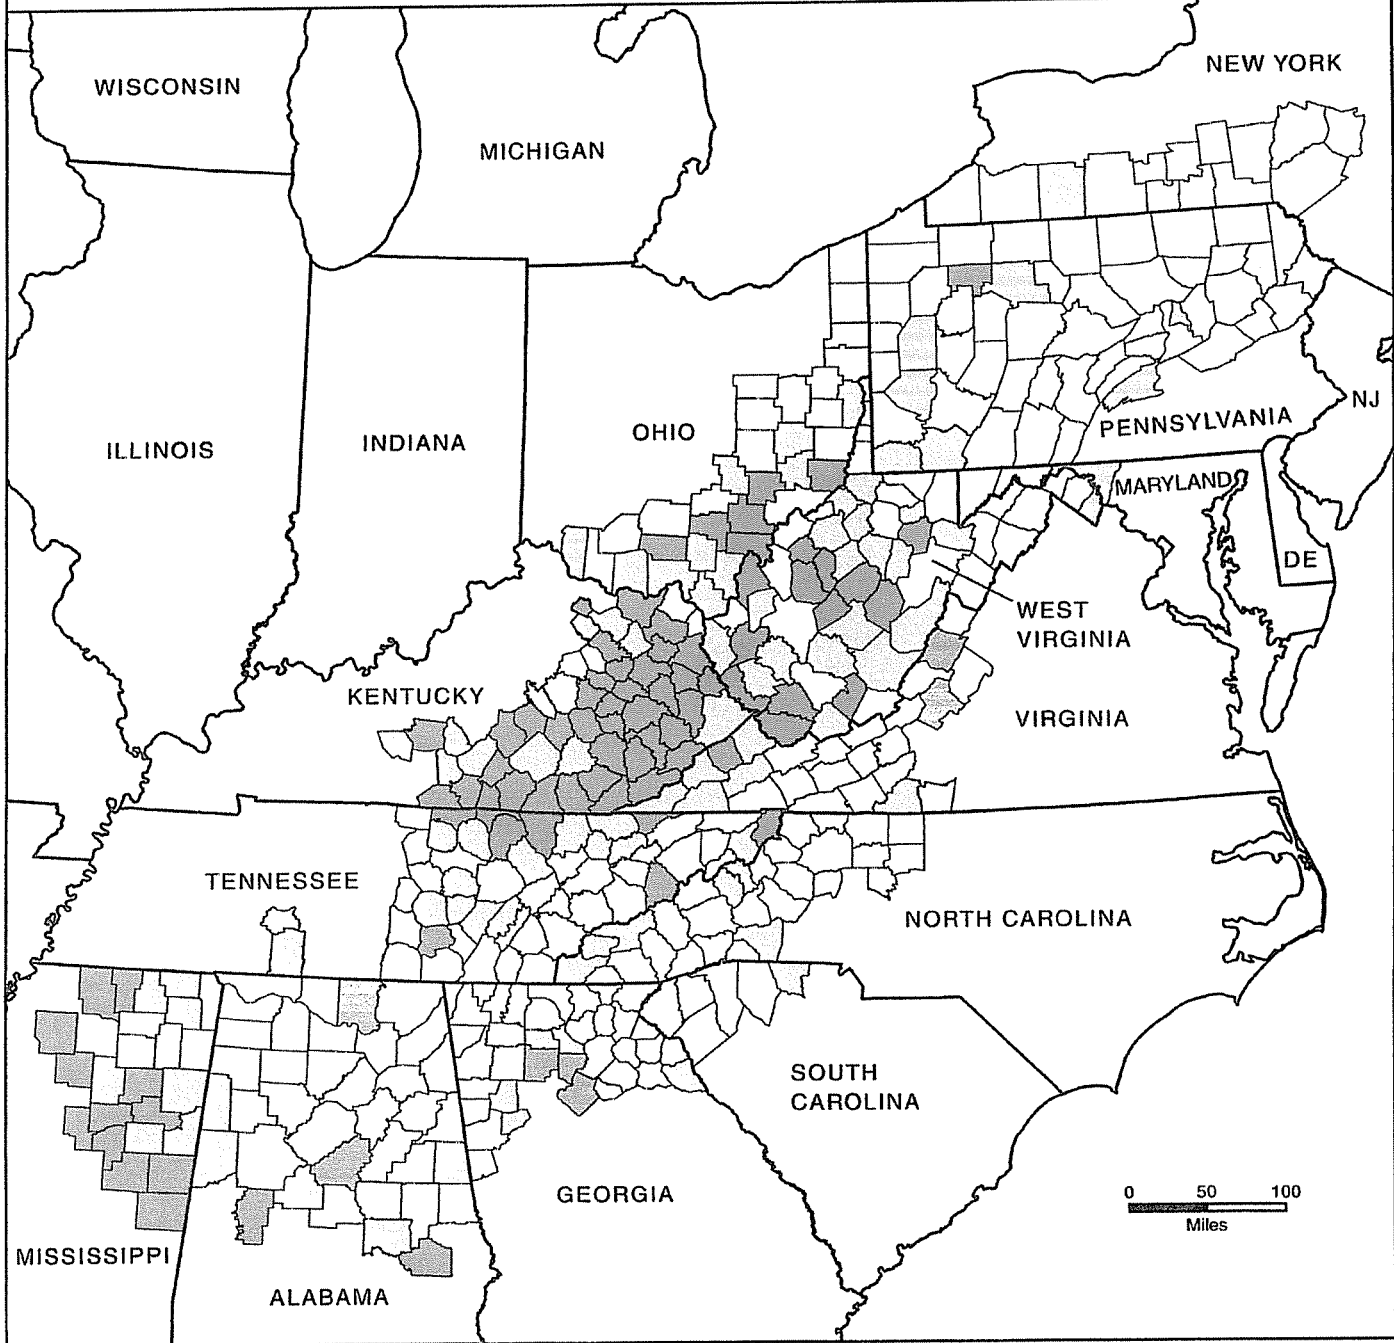 NEW YORK
WISCONSIN
MICHIGAN
NJ
PENNSYLVANIA
OHIO
INDIANA
ILLINOIS
MARYLAND
DE
WEST
VIRGINIA
KENTUCKY
VIRGINIA
TENNESSEE
NORTH CAROLINA
SOUTH
CAROLINA
GEORGIA
0 50 100
Miles
MISSISSIPPI
ALABAMA